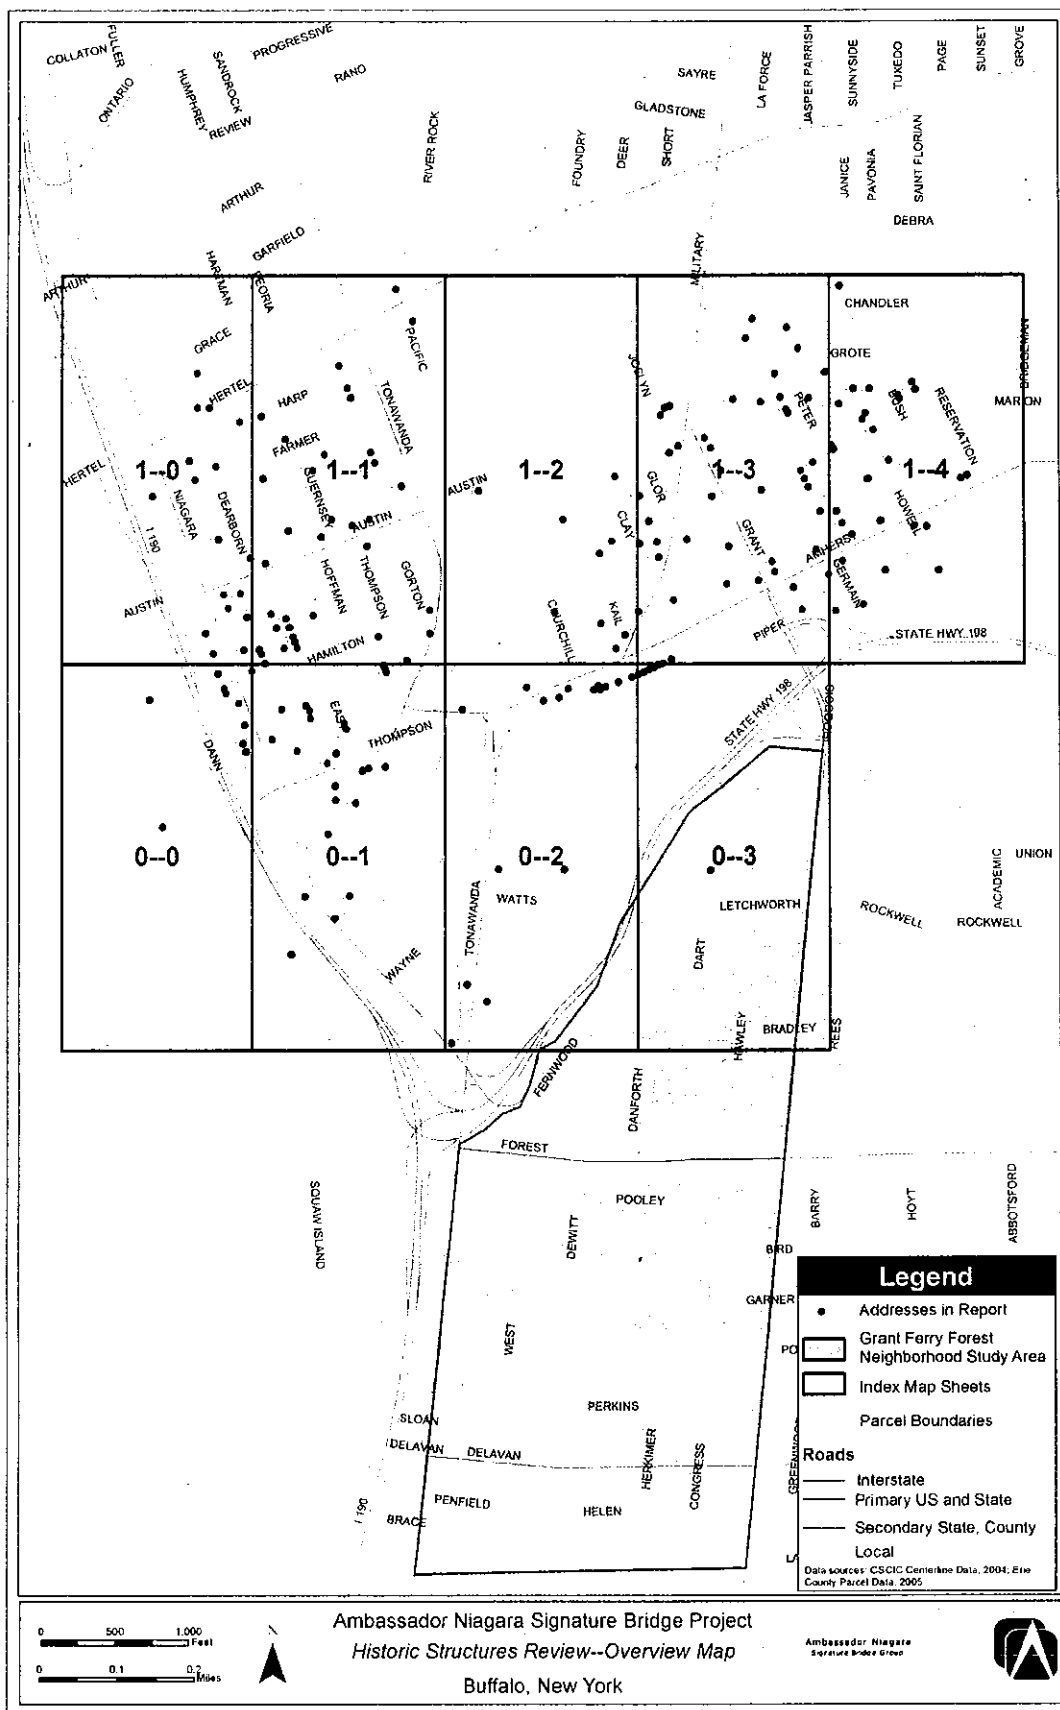 COLLATON
FULLER
ONTARIO
HUMPHREY
SANDROCK
REVIEW
PROGRESSIVE
RANO
SAYRE
GLADSTONE
LA FORCE
JASPER PARRISH
SUNNYSIDE
TUXEDO
PAGE
SUNSET
GROVE
RIVER ROCK
FOUNDRY
DEER
SHORT
JANICE
PAVONIA
SAINT FLORIAN
DEBRA
ARTHUR
GARFIELD
HARTMAN
PEORIA
MILITARY
ARTHUR
GRACE
HERTEL
HARP
PACIFIC
TONAWANDA
JOCLYN
CHANDLER
GROTE
PETER
BUSH
RESERVATION
MARION
BRIDGEMAN
HERTEL
FARMER
1--0
1--1
1--2
1--3
1--4
NIAGARA
DEARBORN
GUERNSEY
AUSTIN
AUSTIN
GLOR
CLAY
GRANT
HOWELL
AMHERST
GERMAIN
I 190
AUSTIN
HOFFMAN
THOMPSON
GORTON
CHURCHILL
KAIL
PIPER
STATE HWY 198
HAMILTON
EAST
THOMPSON
DANN
STATE HWY 198
0--0
0--1
0--2
0--3
WATTS
TONAWANDA
WAYNE
LETCHWORTH
DART
ROCKWELL
ROCKWELL
ACADEMIC
UNION
HAWLEY
BRADLEY
REES
FERNWOOD
DANFORTH
FOREST
SQUAW ISLAND
POOLEY
DEWITT
BARRY
HOYT
ABBOTSFORD
BIRD
GARNER
PO
WEST
PERKINS
SLOAN
DELAVAN
DELAVAN
HERKIMER
CONGRESS
GREENWOOD
PENFIELD
HELEN
I 190
BRACE
LA
Legend
Addresses in Report
Grant Ferry Forest
Neighborhood Study Area
Index Map Sheets
Parcel Boundaries
Roads
Interstate
Primary US and State
Secondary State, County
Local
Data sources: CSCIC Centerline Data, 2004; Erie
County Parcel Data, 2005
0 500 1,000
Feet
0 0.1 0.2
Miles
N
Ambassador Niagara Signature Bridge Project
Historic Structures Review--Overview Map
Buffalo, New York
Ambassador Niagara
Signature Bridge Group